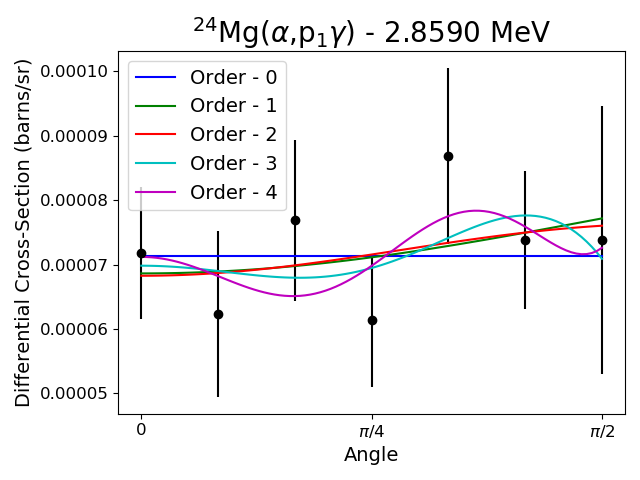 ²⁴Mg(α,p₁γ) - 2.8590 MeV
Differential Cross-Section (barns/sr)
0.00010
0.00009
0.00008
0.00007
0.00006
0.00005
Order - 0
Order - 1
Order - 2
Order - 3
Order - 4
0
π/4
π/2
Angle